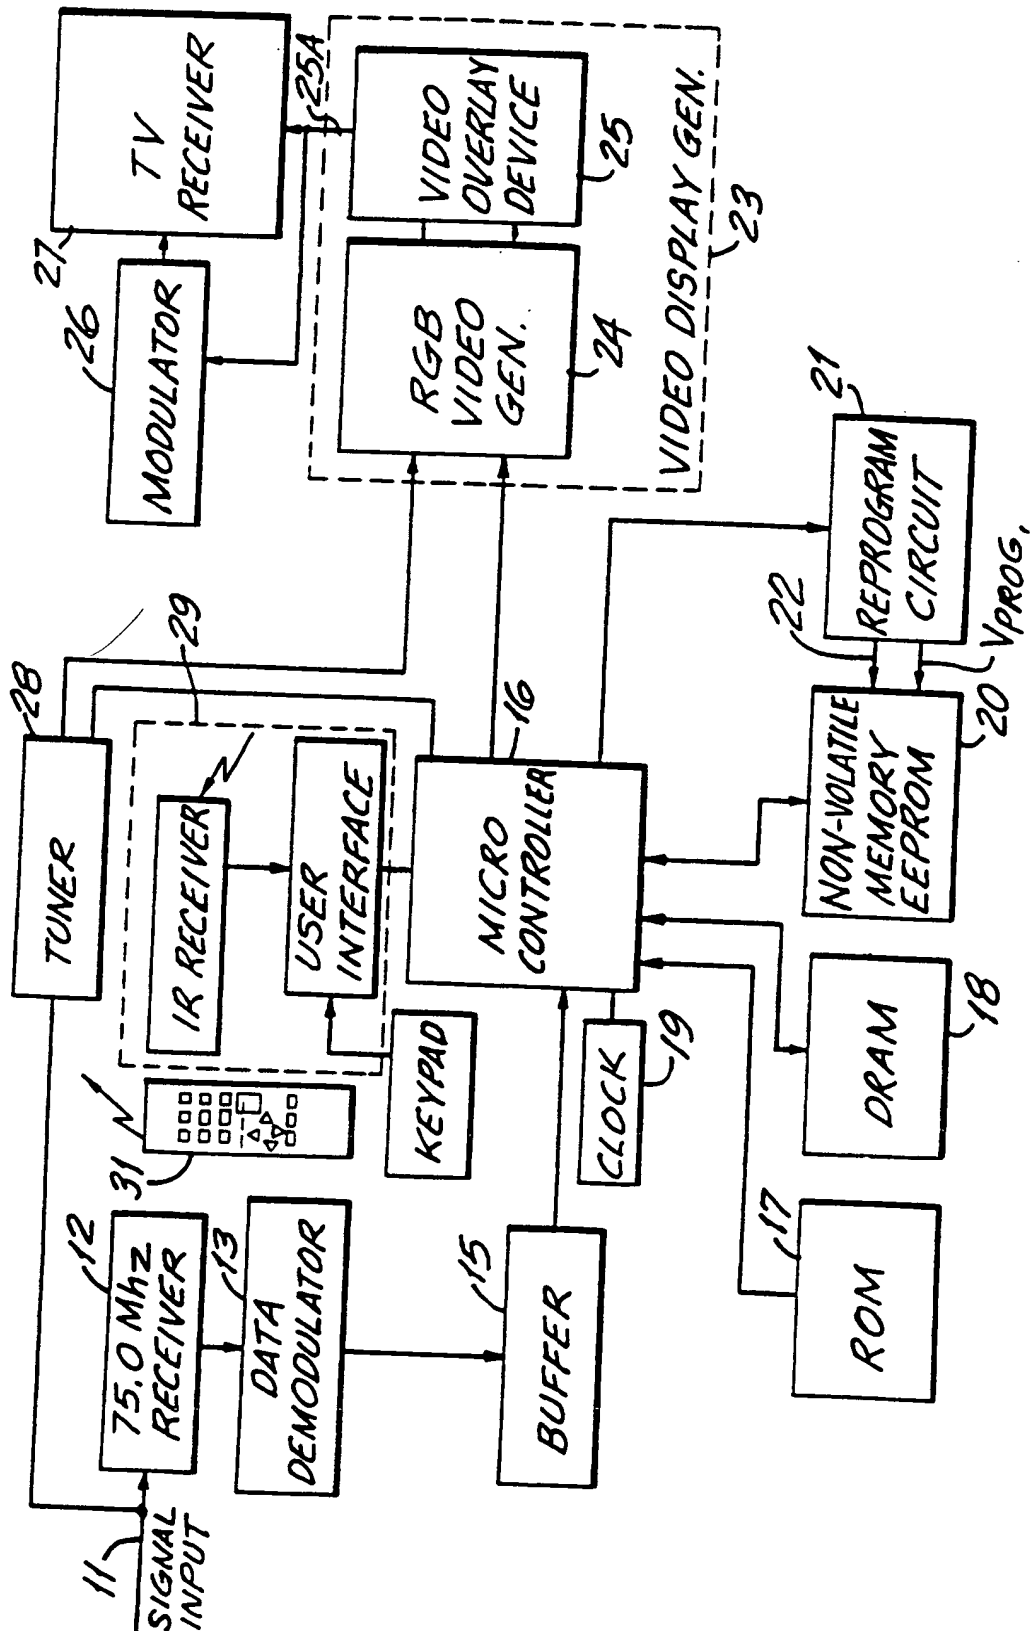 11
SIGNAL
INPUT
12
75.0 Mhz
RECEIVER
13
DATA
DEMODULATOR
15
BUFFER
28
TUNER
31
29
IR RECEIVER
USER
INTERFACE
KEYPAD
16
MICRO
CONTROLLER
CLOCK
19
17
ROM
DRAM
18
NON-VOLATILE
MEMORY
EEPROM
20
22
VPROG.
21
REPROGRAM
CIRCUIT
26
MODULATOR
27
TV
RECEIVER
25A
RGB
VIDEO
GEN.
24
VIDEO
OVERLAY
DEVICE
25
VIDEO DISPLAY GEN.
23